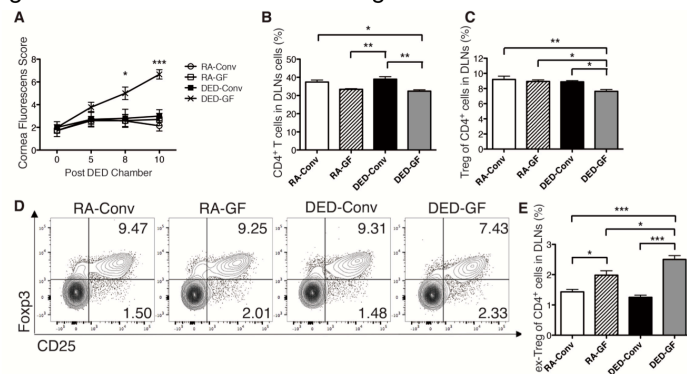 A
Cornea Fluorescens Score
8
6
4
2
0
0 5 8 10
Post DED Chamber
*
***
RA-Conv
RA-GF
DED-Conv
DED-GF
B
CD4+ T cells in DLNs cells (%)
50
40
30
20
10
0
*
**
**
RA-Conv
RA-GF
DED-Conv
DED-GF
C
Treg of CD4+ cells in DLNs (%)
12
10
8
6
4
2
0
**
*
*
RA-Conv
RA-GF
DED-Conv
DED-GF
D
RA-Conv
RA-GF
DED-Conv
DED-GF
9.47
9.25
9.31
7.43
1.50
2.01
1.48
2.33
Foxp3
CD25
E
ex-Treg of CD4+ cells in DLNs (%)
3
2
1
0
***
*
*
***
RA-Conv
RA-GF
DED-Conv
DED-GF